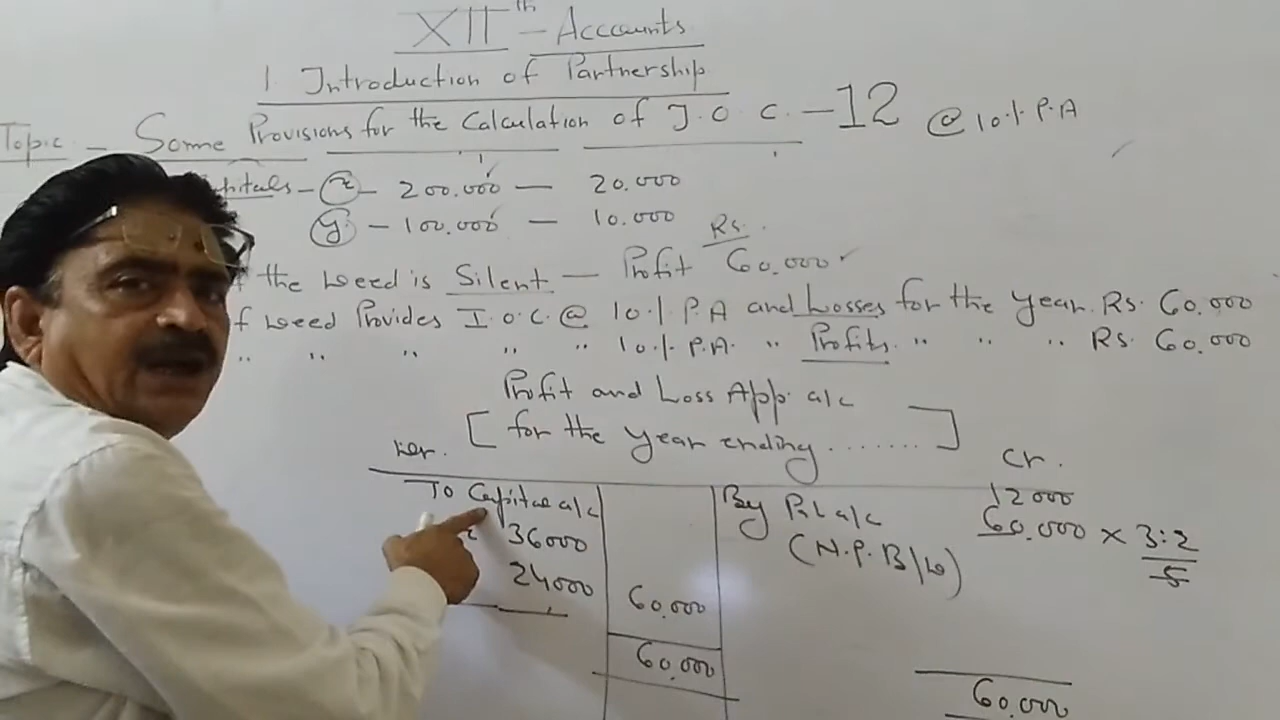 XIIth - Accounts
1. Introduction of Partnership
Topic - Some Provisions for the Calculation of I.O.C. - 12 @ 10% P.A
Capitals - x - 200.000 - 20.000
y - 100.000 - 10.000
the Deed is Silent - Profit Rs. 60.000
f Deed Provides I.O.C. @ 10% P.A and Losses for the year. Rs. 60.000
" " " " " 10% P.A. " Profits. " " " Rs. 60.000
Profit and Loss App. a/c
[for the year ending ........]
Dr. Cr.
To Capital a/c By P.L a/c 12000
x 36000 (N.P.B/D) 60.000 × 3:2
5
24000 60.000
60.000 60.000